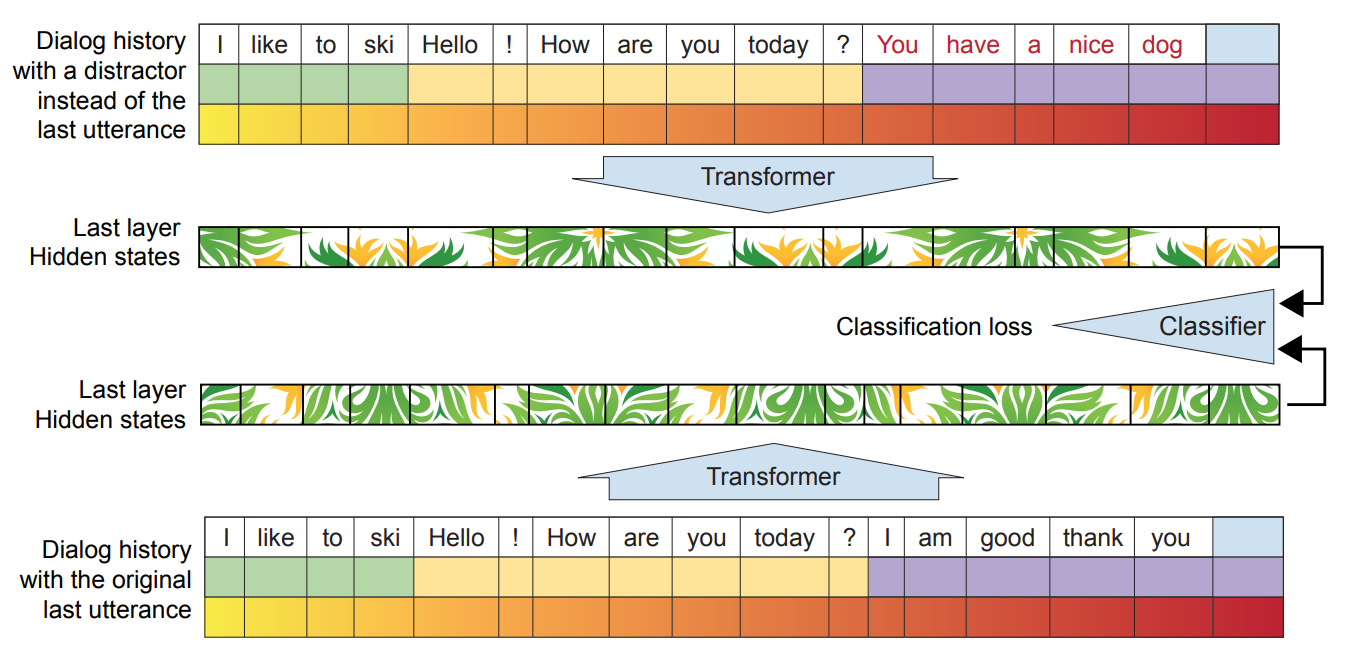 Dialog history
with a distractor
instead of the
last utterance
I like to ski Hello ! How are you today ? You have a nice dog
Transformer
Last layer
Hidden states
Classification loss
Classifier
Last layer
Hidden states
Transformer
I like to ski Hello ! How are you today ? I am good thank you
Dialog history
with the original
last utterance